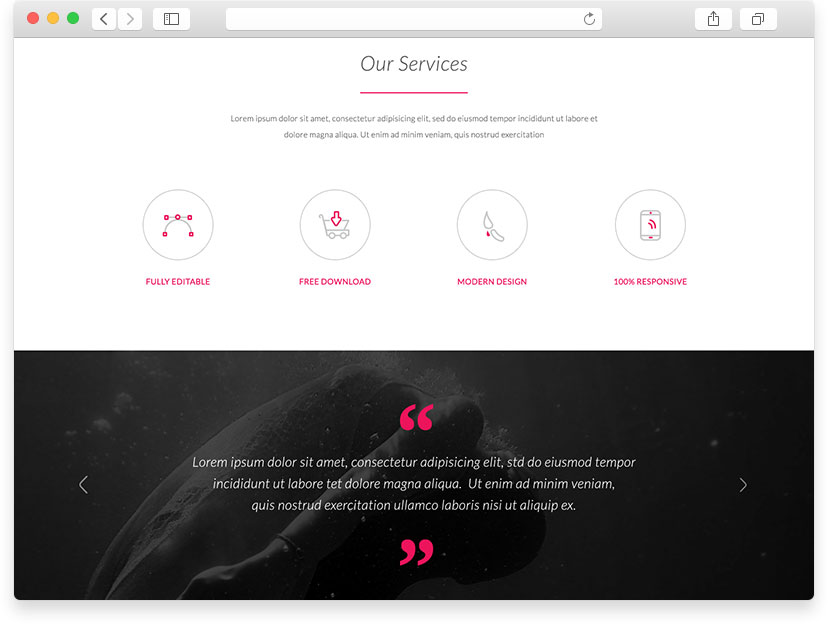 Our Services
Lorem ipsum dolor sit amet, consectetur adipisicing elit, sed do eiusmod tempor incididunt ut labore et
dolore magna aliqua. Ut enim ad minim veniam, quis nostrud exercitation
FULLY EDITABLE
FREE DOWNLOAD
MODERN DESIGN
100% RESPONSIVE
“
Lorem ipsum dolor sit amet, consectetur adipisicing elit, std do eiusmod tempor
incididunt ut labore tet dolore magna aliqua.  Ut enim ad minim veniam,
quis nostrud exercitation ullamco laboris nisi ut aliquip ex.
”